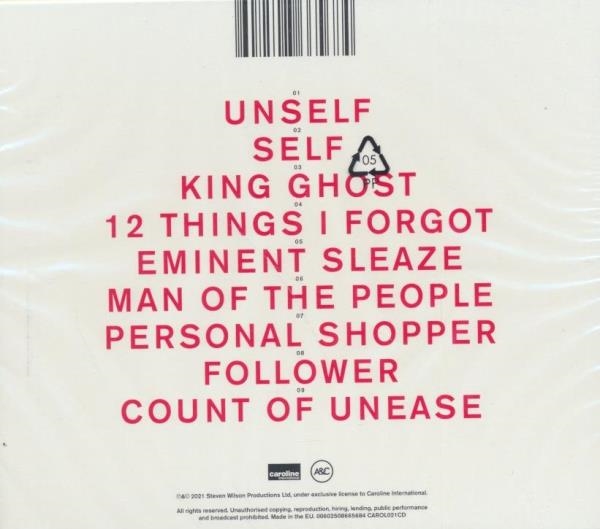 01
UNSELF
02
SELF
05
PP
03
KING GHOST
04
12 THINGS I FORGOT
05
EMINENT SLEAZE
06
MAN OF THE PEOPLE
07
PERSONAL SHOPPER
08
FOLLOWER
09
COUNT OF UNEASE
caroline
international
A&C
℗&© 2021 Steven Wilson Productions Ltd, under exclusive license to Caroline International.
All rights reserved. Unauthorised copying, reproduction, hiring, lending, public performance
and broadcast prohibited. Made in the EU. 00602508665684 CAROL021CD